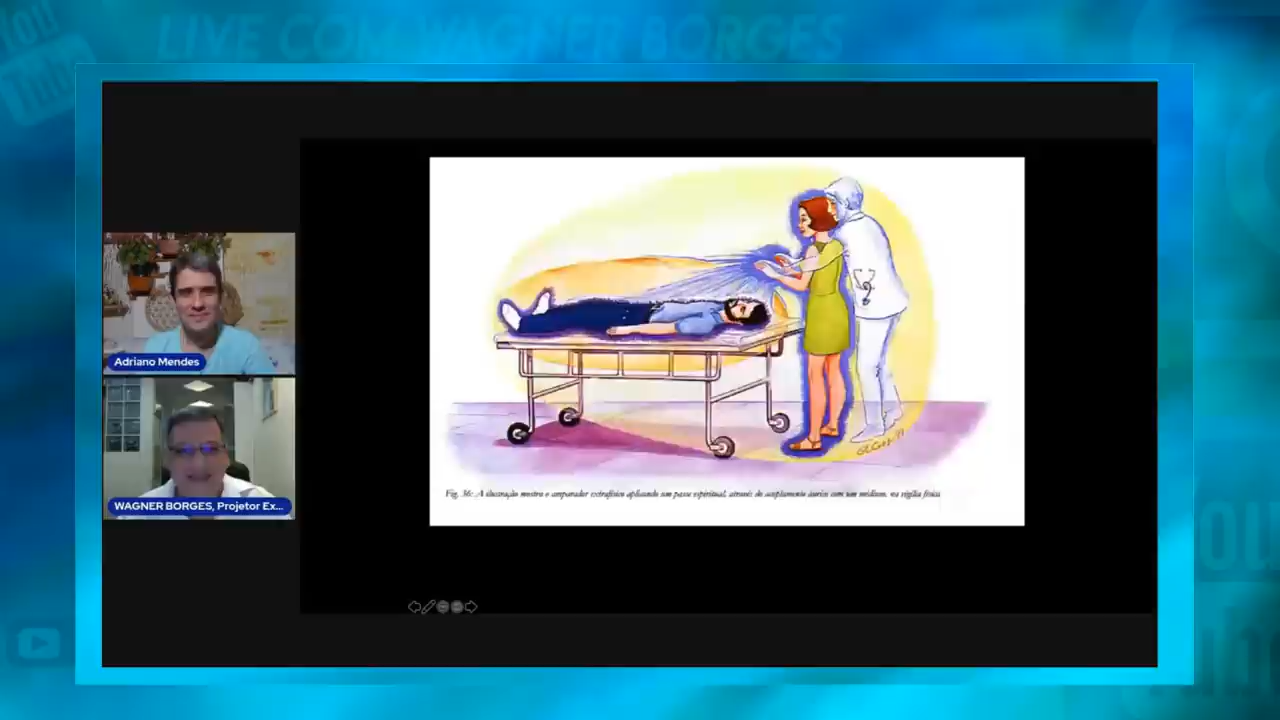 LIVE COM WAGNER BORGES
Adriano Mendes
WAGNER BORGES, Projetor Ex...
Fig. 36: A ilustração mostra o amparador extrafísico aplicando um passe espiritual, através do acoplamento áurico com um médium, na vigília física